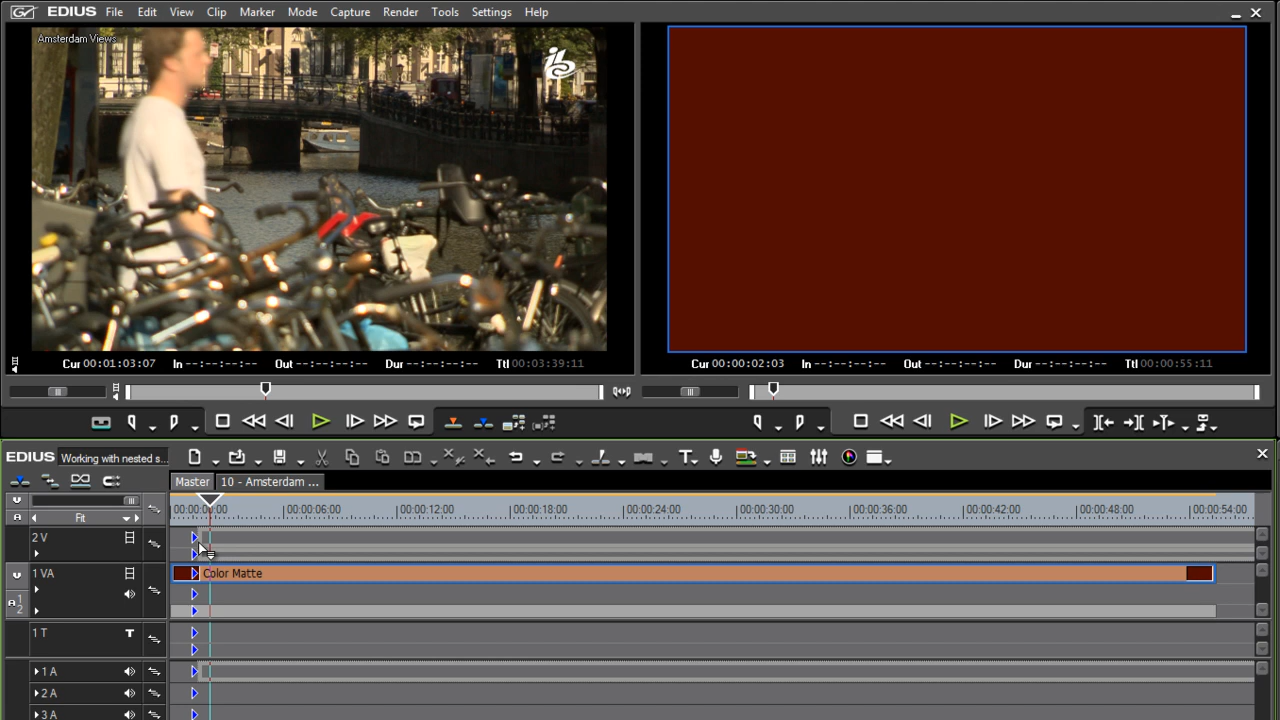 EDIUS File Edit View Clip Marker Mode Capture Render Tools Settings Help
Amsterdam Views
Cur 00:01:03:07 In --:--:--:-- Out --:--:--:-- Dur --:--:--:-- Ttl 00:03:39:11
Cur 00:00:02:03 In --:--:--:-- Out --:--:--:-- Dur --:--:--:-- Ttl 00:00:55:11
EDIUS Working with nested s...
Master 10 - Amsterdam ...
Fit
00:00:00:00 00:00:06:00 00:00:12:00 00:00:18:00 00:00:24:00 00:00:30:00 00:00:36:00 00:00:42:00 00:00:48:00 00:00:54:00
2 V
1 VA Color Matte
A 1
2
1 T T
1 A
2 A
3 A